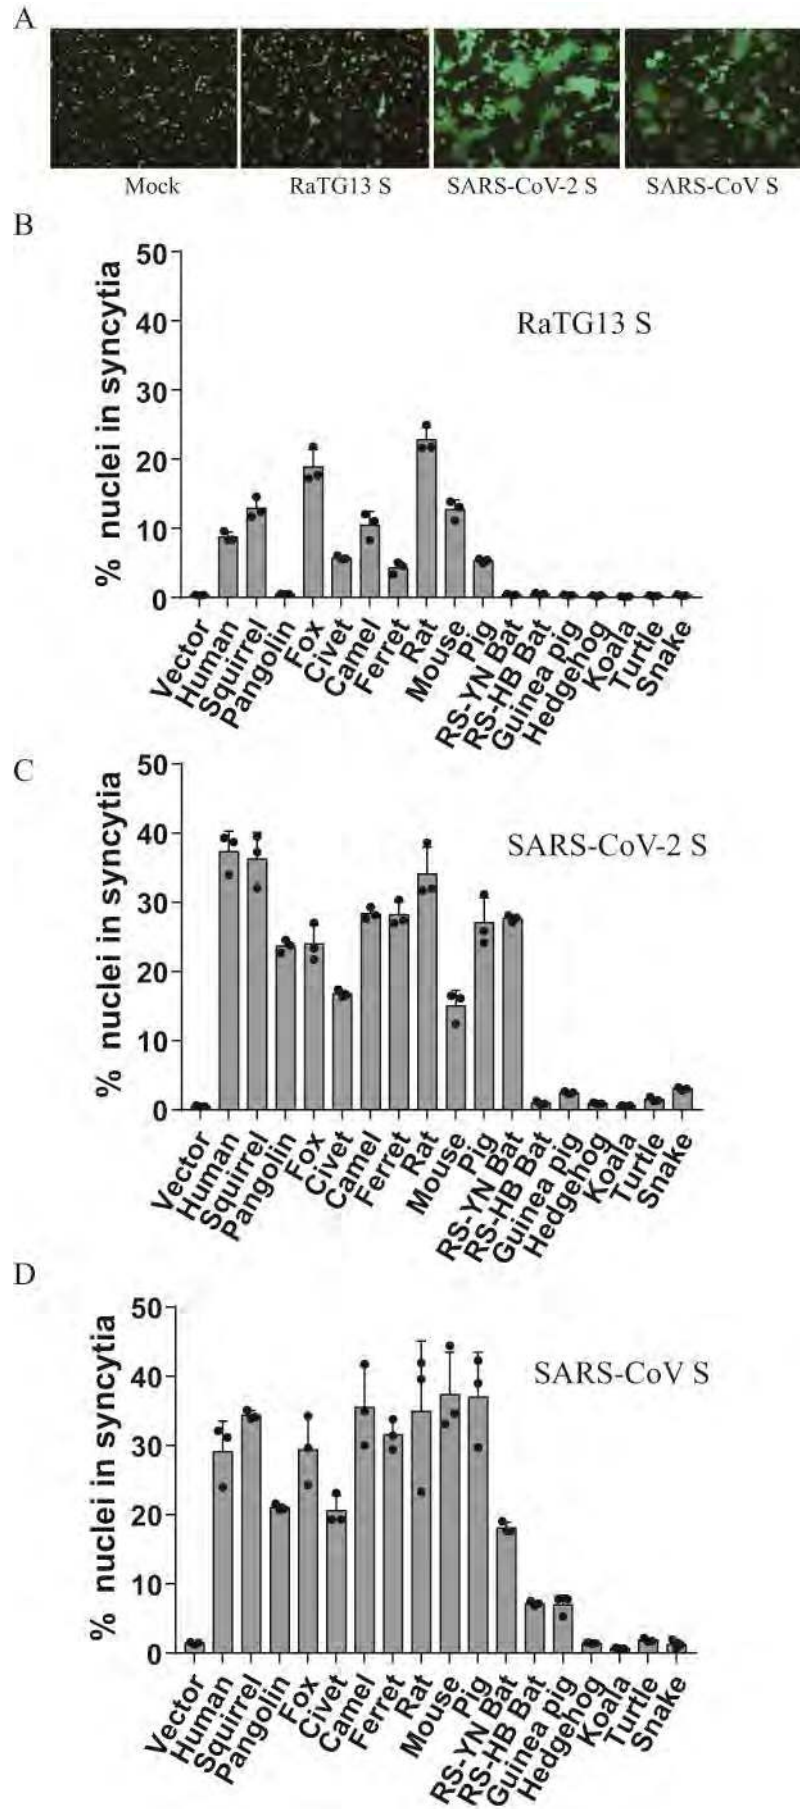 A
Mock RaTG13 S SARS-CoV-2 S SARS-CoV S
B
% nuclei in syncytia
50
40
30
20
10
0
RaTG13 S
Vector Human Squirrel Pangolin Fox Civet Camel Ferret Rat Mouse Pig RS-YN Bat RS-HB Bat Guinea pig Hedgehog Koala Turtle Snake
C
% nuclei in syncytia
50
40
30
20
10
0
SARS-CoV-2 S
Vector Human Squirrel Pangolin Fox Civet Camel Ferret Rat Mouse Pig RS-YN Bat RS-HB Bat Guinea pig Hedgehog Koala Turtle Snake
D
% nuclei in syncytia
50
40
30
20
10
0
SARS-CoV S
Vector Human Squirrel Pangolin Fox Civet Camel Ferret Rat Mouse Pig RS-YN Bat RS-HB Bat Guinea pig Hedgehog Koala Turtle Snake